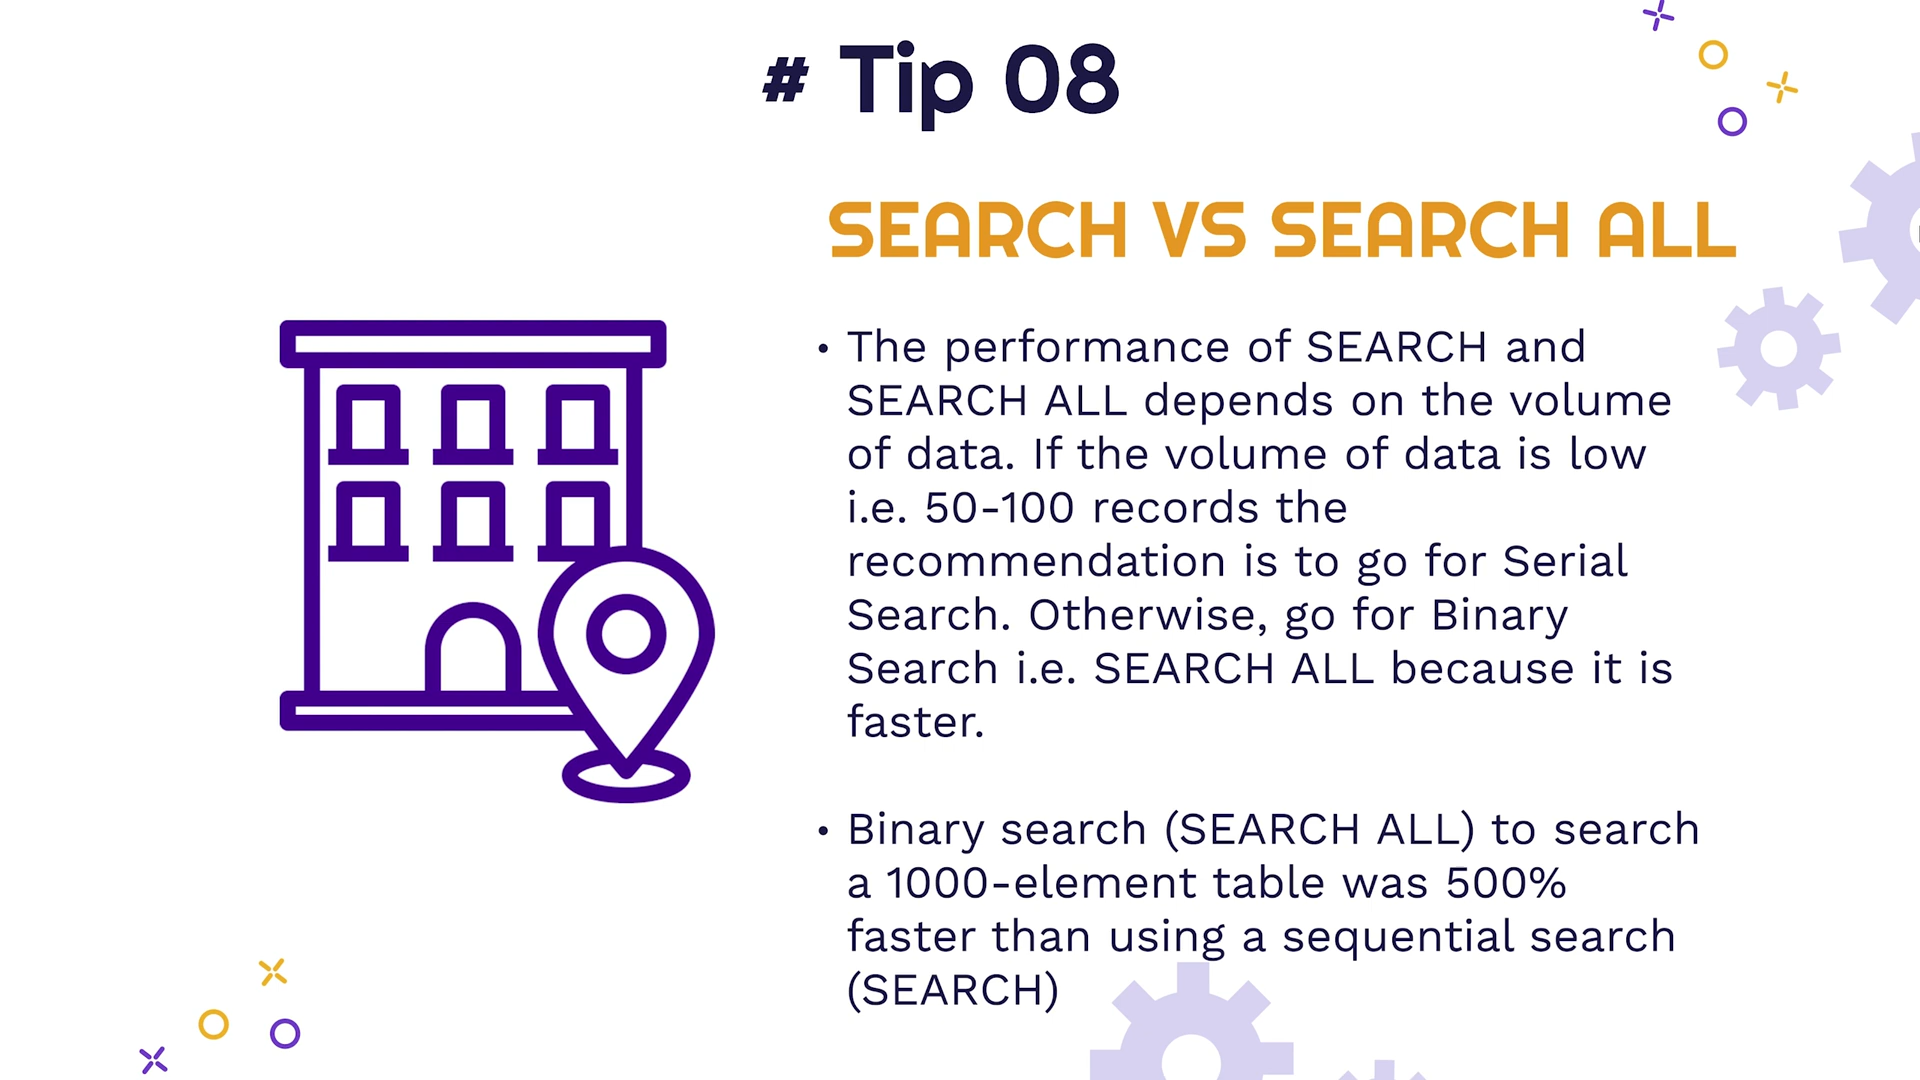 # Tip 08
SEARCH VS SEARCH ALL
• The performance of SEARCH and
SEARCH ALL depends on the volume
of data. If the volume of data is low
i.e. 50-100 records the
recommendation is to go for Serial
Search. Otherwise, go for Binary
Search i.e. SEARCH ALL because it is
faster.
• Binary search (SEARCH ALL) to search
a 1000-element table was 500%
faster than using a sequential search
(SEARCH)